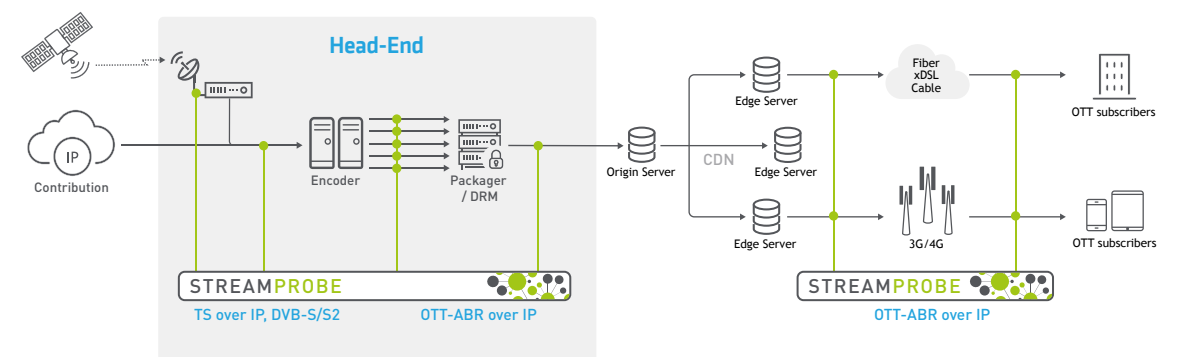 Head-End
IP
Contribution
Encoder
Packager
/ DRM
Origin Server
CDN
Edge Server
Edge Server
Edge Server
Fiber
xDSL
Cable
3G/4G
OTT subscribers
OTT subscribers
STREAMPROBE
TS over IP, DVB-S/S2
OTT-ABR over IP
STREAMPROBE
OTT-ABR over IP